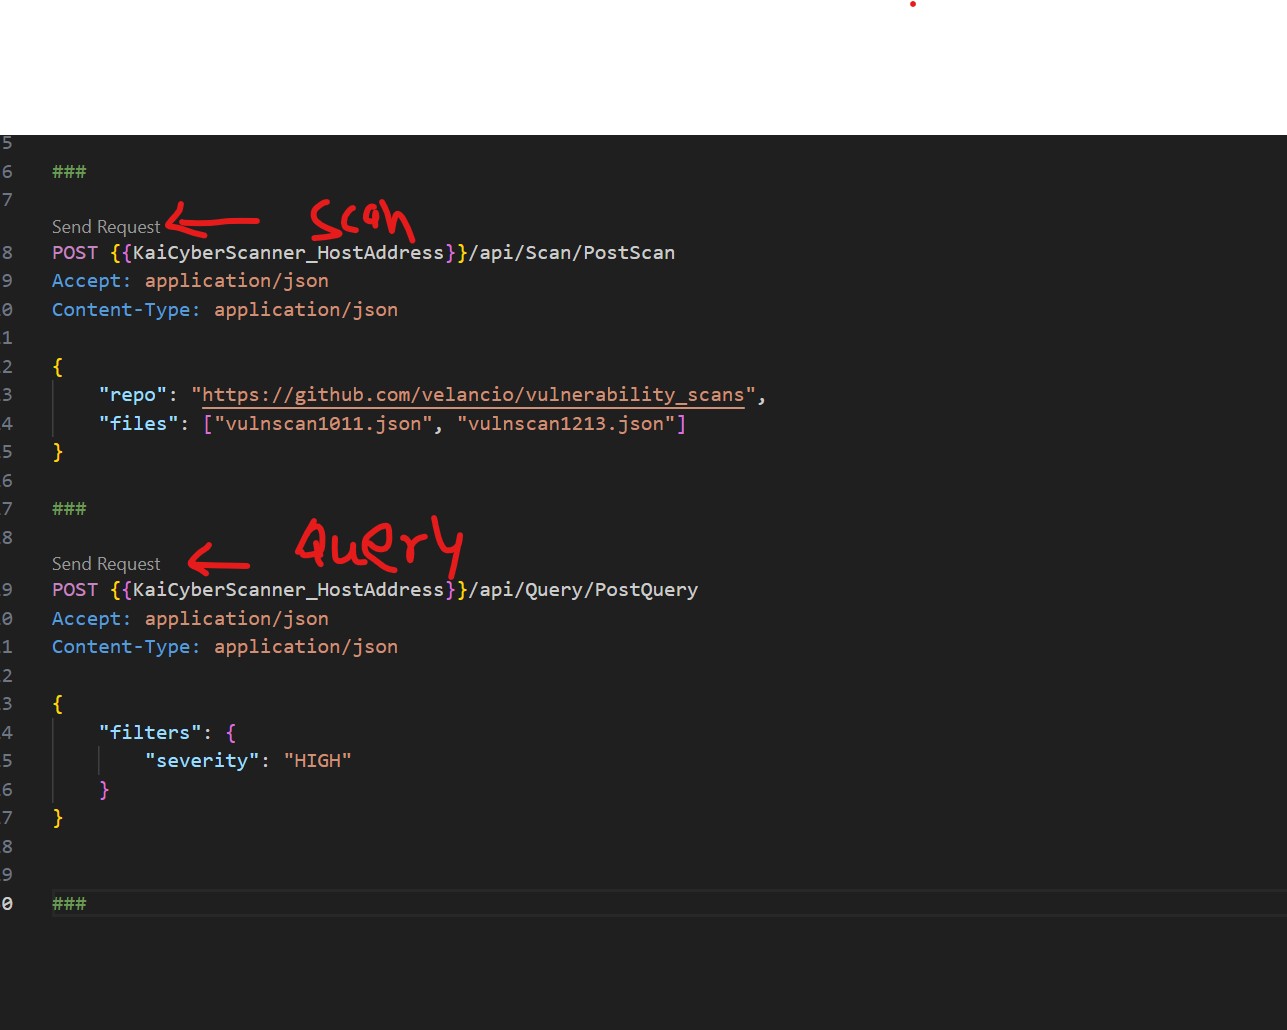 5
6 ###
7
Send Request scan
8 POST {{KaiCyberScanner_HostAddress}}/api/Scan/PostScan
9 Accept: application/json
0 Content-Type: application/json
1
2 {
3 "repo": "https://github.com/velancio/vulnerability_scans",
4 "files": ["vulnscan1011.json", "vulnscan1213.json"]
5 }
6
7 ###
8
Send Request Query
9 POST {{KaiCyberScanner_HostAddress}}/api/Query/PostQuery
0 Accept: application/json
1 Content-Type: application/json
2
3 {
4 "filters": {
5 "severity": "HIGH"
6 }
7 }
8
9
0 ###